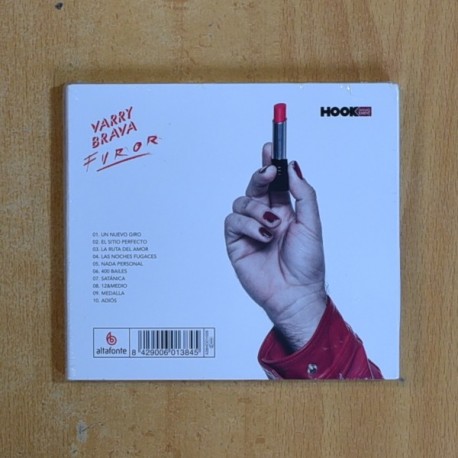 VARRY
BRAVA
FUROR
HOOK
01. UN NUEVO GIRO
02. EL SITIO PERFECTO
03. LA RUTA DEL AMOR
04. LAS NOCHES FUGACES
05. NADA PERSONAL
06. 400 BAILES
07. SATÁNICA
08. 12&MEDIO
09. MEDALLA
10. ADIÓS
altafonte
8 429006 013845